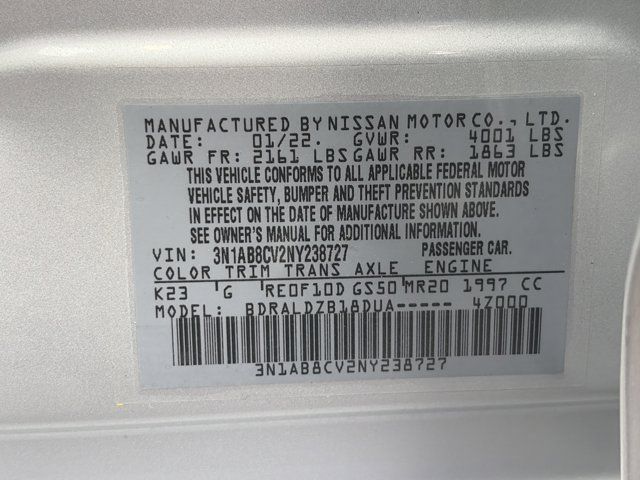 MANUFACTURED BY NISSAN MOTOR CO., LTD.
DATE: 01/22. GVWR: 4001 LBS
GAWR FR: 2161 LBS GAWR RR: 1863 LBS
THIS VEHICLE CONFORMS TO ALL APPLICABLE FEDERAL MOTOR
VEHICLE SAFETY, BUMPER AND THEFT PREVENTION STANDARDS
IN EFFECT ON THE DATE OF MANUFACTURE SHOWN ABOVE.
SEE OWNER'S MANUAL FOR ADDITIONAL INFORMATION.
VIN: 3N1AB8CV2NY238727 PASSENGER CAR.
COLOR TRIM TRANS AXLE ENGINE
K23 G RE0F10D GS50 MR20 1997 CC
MODEL: BDRALDZB18DUA----- 4Z000
3N1AB8CV2NY238727